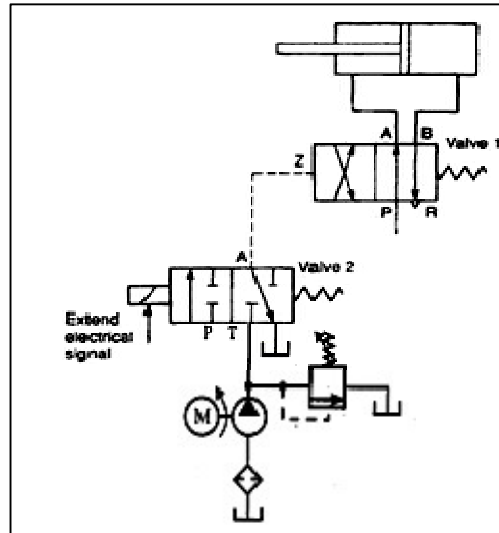 A B
Z
Valve 1
P R
A
Valve 2
Extend
electrical
signal
P T
M